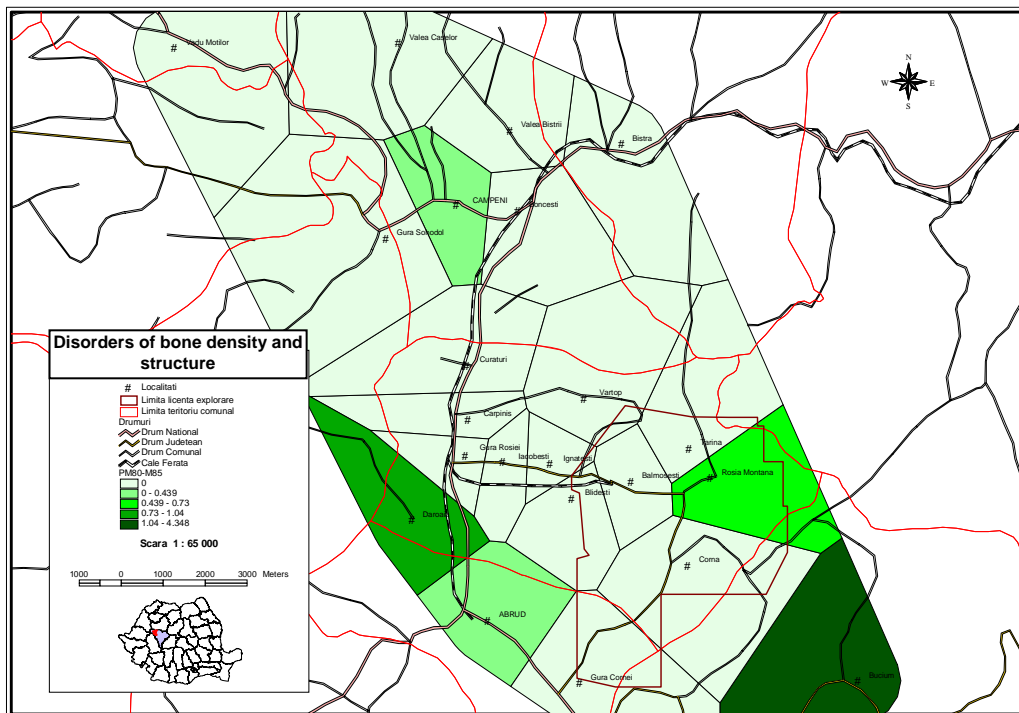 Vadu Motilor
Valea Caselor
N
W E
S
Valea Bistrii
Bistra
CAMPENI
Boncesti
Gura Sohodol
Disorders of bone density and
structure
# Localitati
Limita licenta explorare
Limita teritoriu comunal
Drumuri
Drum National
Drum Judetean
Drum Comunal
Cale Ferata
PM80-M85
0
0 - 0.439
0.439 - 0.73
0.73 - 1.04
1.04 - 4.348
Scara 1 : 65 000
1000 0 1000 2000 3000 Meters
Curaturi
Vartop
Carpinis
Gura Rosiei
Iacobesti
Ignatesti
Tarina
Balmosesti
Rosia Montana
Blidesti
Daroaia
Corna
ABRUD
Gura Cornei
Bucium